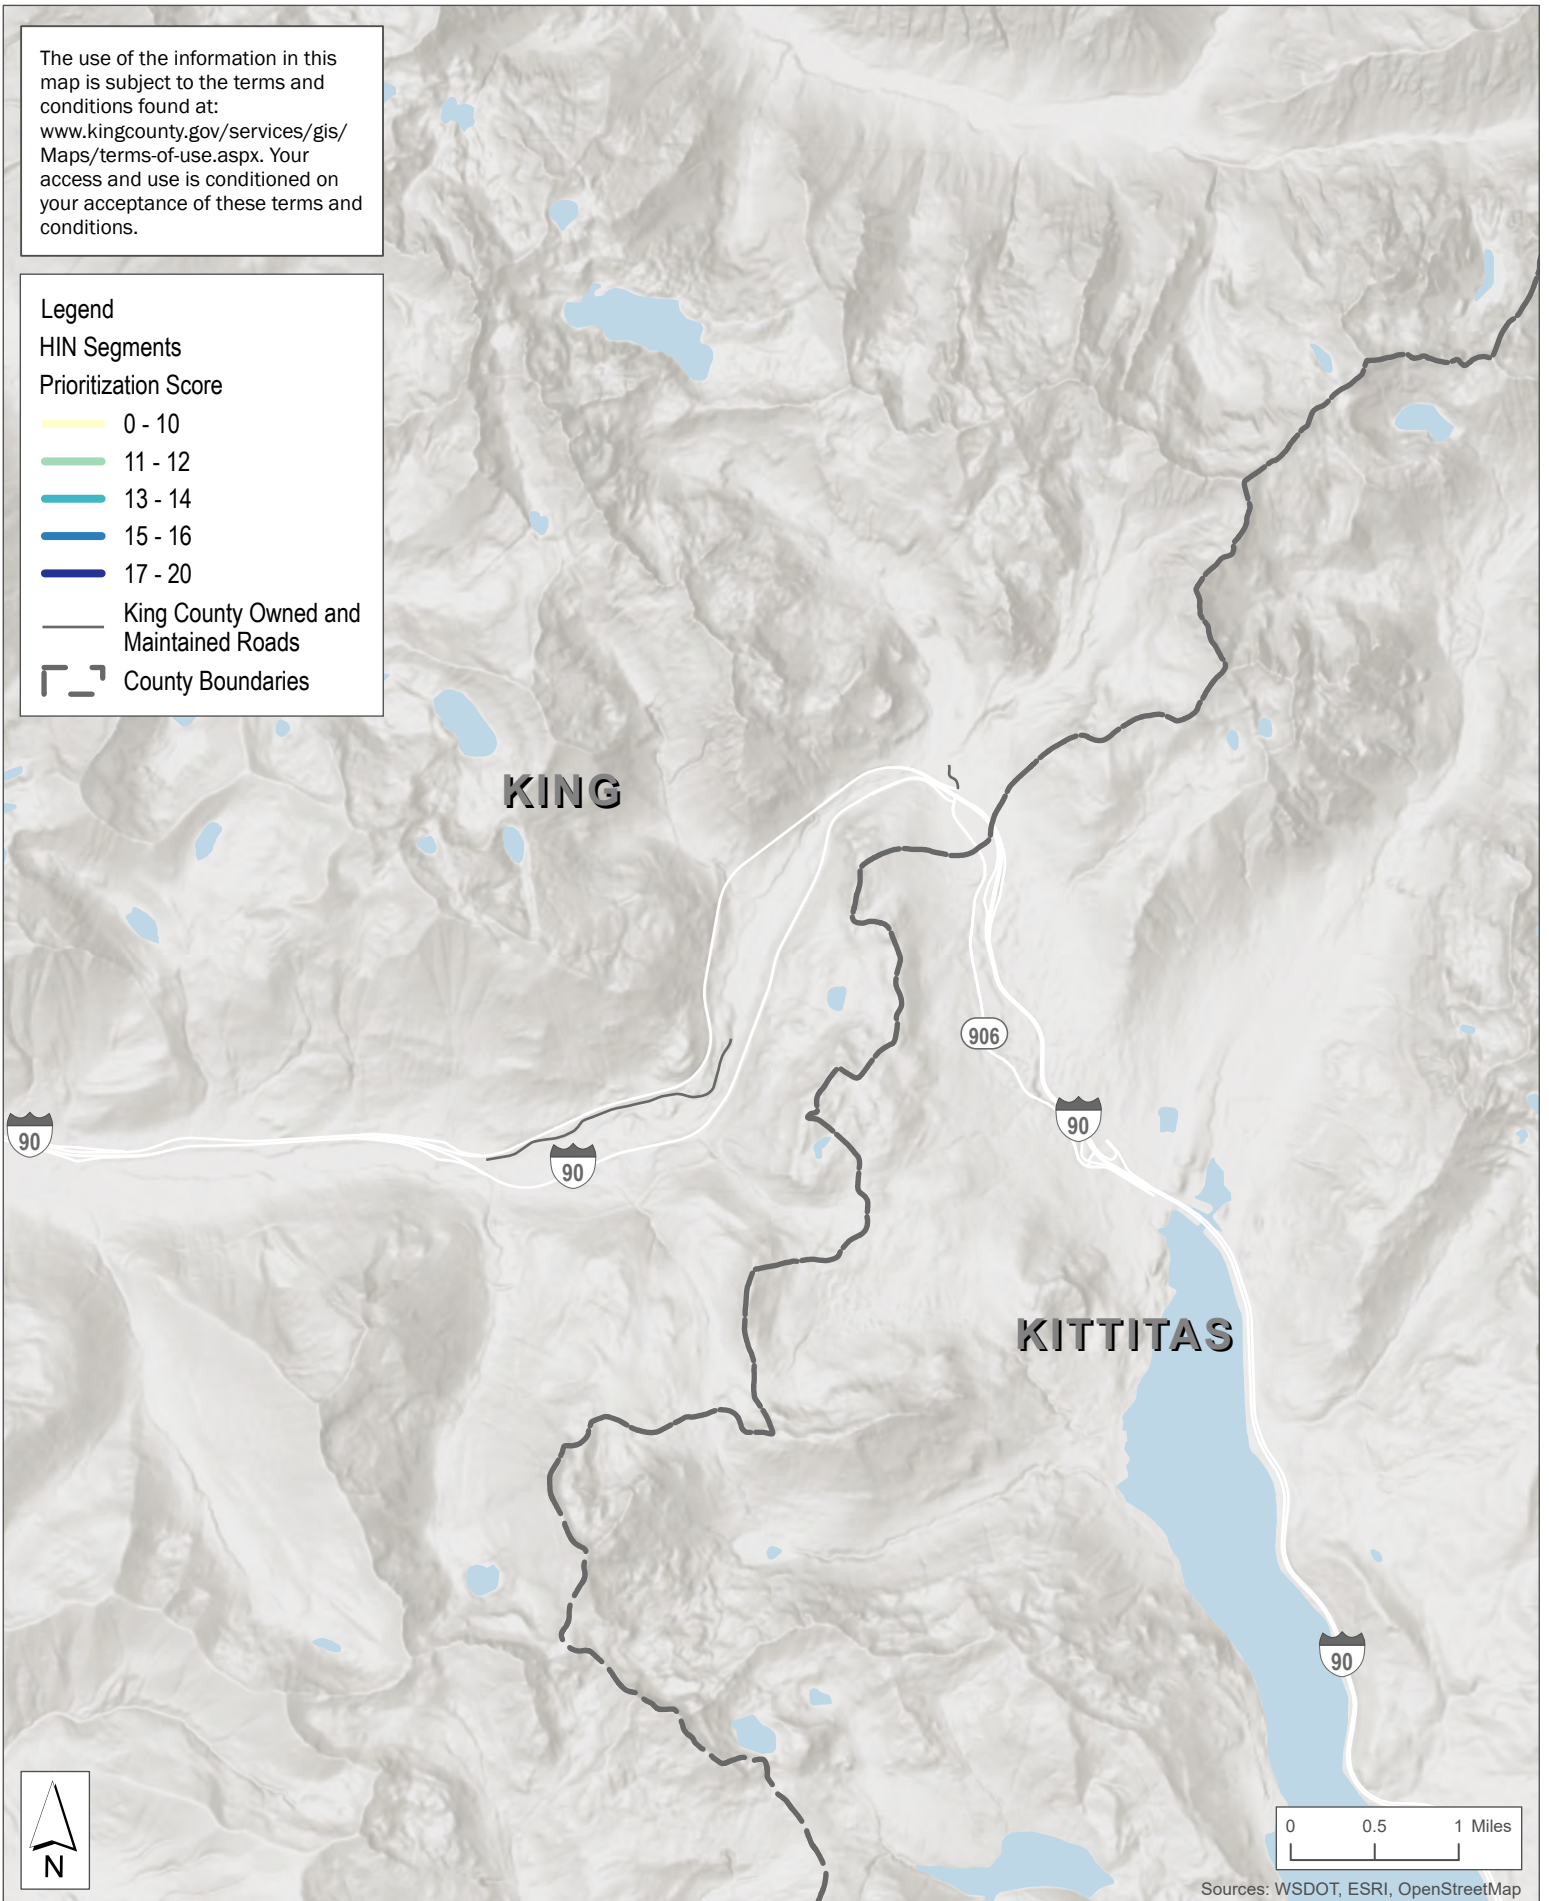 The use of the information in this
map is subject to the terms and
conditions found at:
www.kingcounty.gov/services/gis/
Maps/terms-of-use.aspx. Your
access and use is conditioned on
your acceptance of these terms and
conditions.
Legend
HIN Segments
Prioritization Score
0 - 10
11 - 12
13 - 14
15 - 16
17 - 20
King County Owned and
Maintained Roads
County Boundaries
KING
906
90
90
90
KITTITAS
90
N
0 0.5 1 Miles
Sources: WSDOT, ESRI, OpenStreetMap